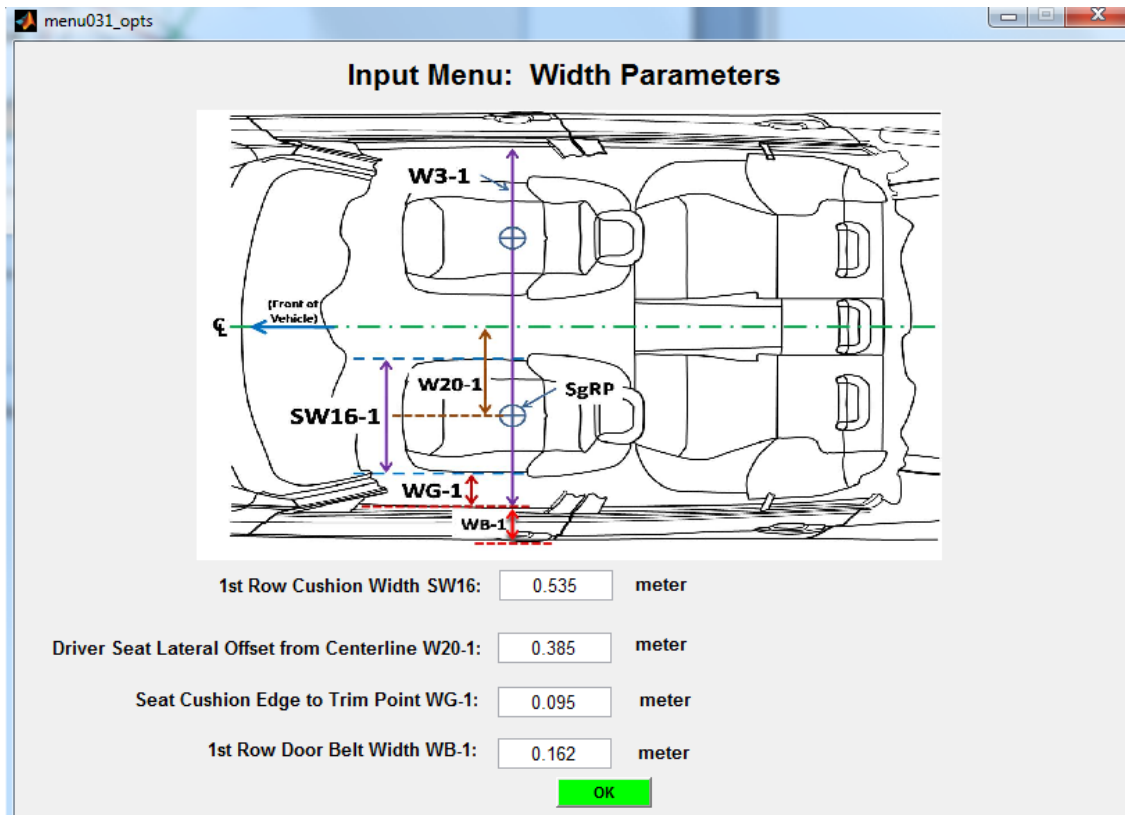 menu031_opts
Input Menu: Width Parameters
W3-1
(Front of
Vehicle)
℄
W20-1
SgRP
SW16-1
WG-1
WB-1
1st Row Cushion Width SW16: 0.535 meter
Driver Seat Lateral Offset from Centerline W20-1: 0.385 meter
Seat Cushion Edge to Trim Point WG-1: 0.095 meter
1st Row Door Belt Width WB-1: 0.162 meter
OK